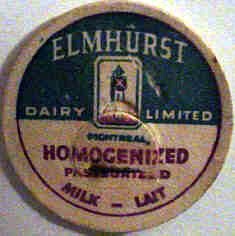 ELMHURST
DAIRY LIMITED
MONTREAL
HOMOGENIZED
PASTEURIZED
MILK - LAIT